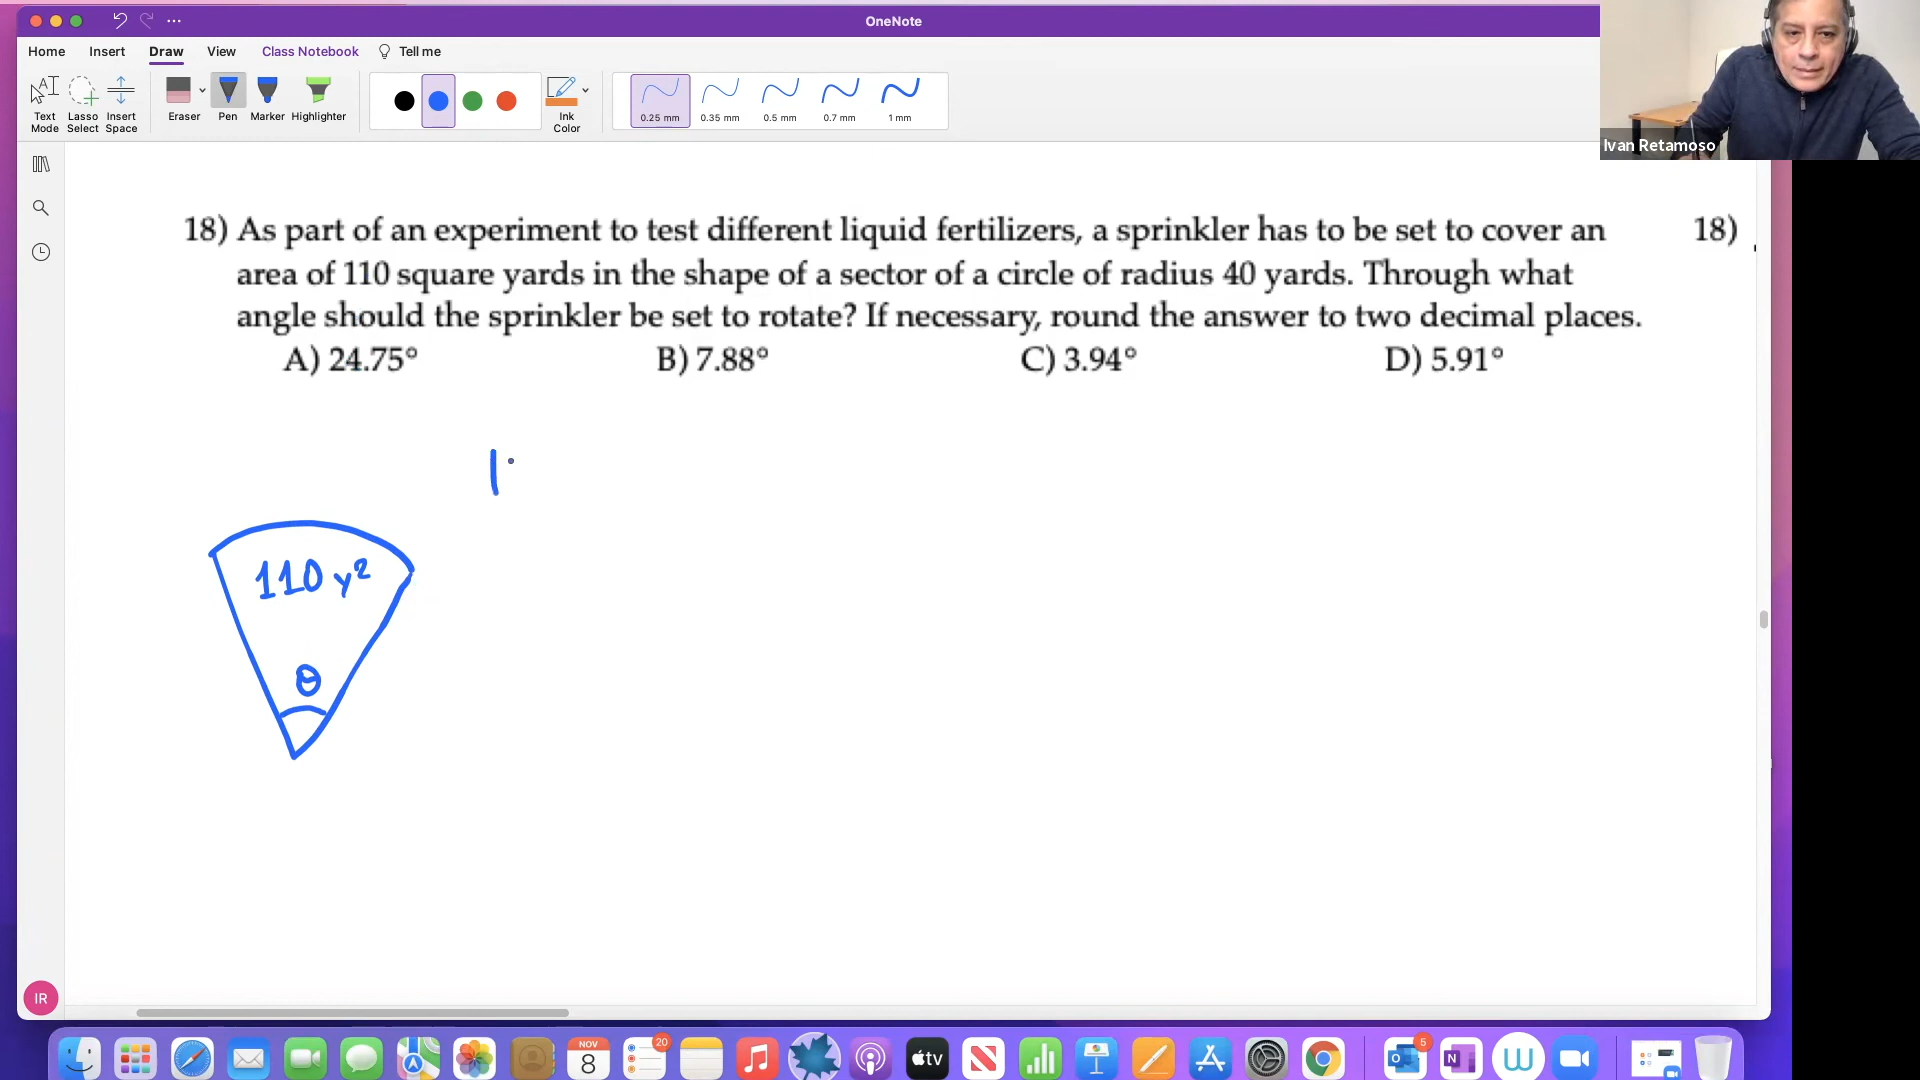 OneNote
Home Insert Draw View Class Notebook Tell me
Text Mode
Lasso Select
Insert Space
Eraser
Pen
Marker
Highlighter
Ink Color
0.25 mm
0.35 mm
0.5 mm
0.7 mm
1 mm
Ivan Retamoso
18) As part of an experiment to test different liquid fertilizers, a sprinkler has to be set to cover an 18)
area of 110 square yards in the shape of a sector of a circle of radius 40 yards. Through what
angle should the sprinkler be set to rotate? If necessary, round the answer to two decimal places.
A) 24.75° B) 7.88° C) 3.94° D) 5.91°
110 y²
θ
IR
NOV
8
20
tv
5